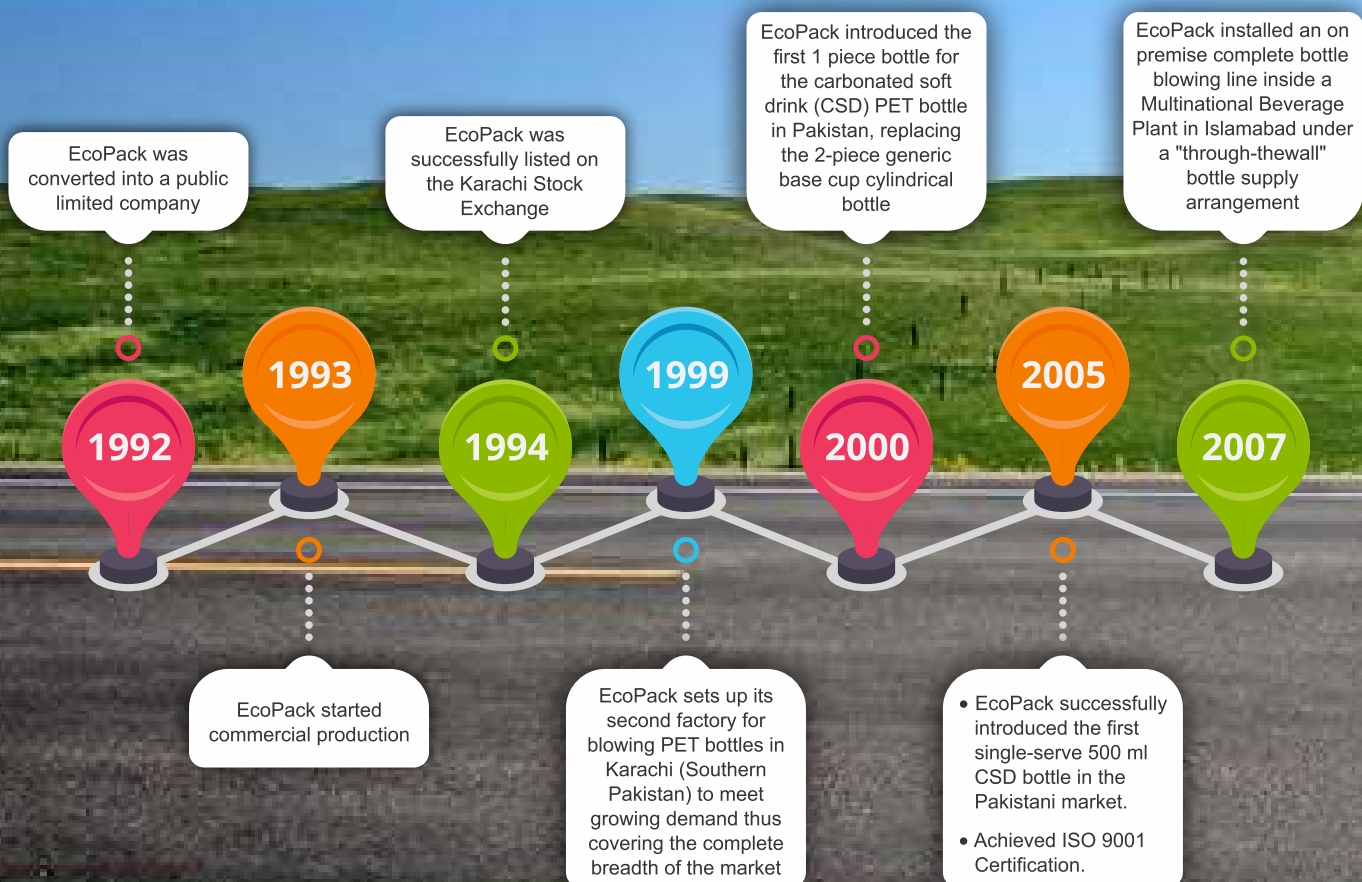 EcoPack was
converted into a public
limited company
1992
1993
EcoPack started
commercial production
EcoPack was
successfully listed on
the Karachi Stock
Exchange
1994
1999
EcoPack sets up its
second factory for
blowing PET bottles in
Karachi (Southern
Pakistan) to meet
growing demand thus
covering the complete
breadth of the market
EcoPack introduced the
first 1 piece bottle for
the carbonated soft
drink (CSD) PET bottle
in Pakistan, replacing
the 2-piece generic
base cup cylindrical
bottle
2000
2005
• EcoPack successfully
introduced the first
single-serve 500 ml
CSD bottle in the
Pakistani market.
• Achieved ISO 9001
Certification.
EcoPack installed an on
premise complete bottle
blowing line inside a
Multinational Beverage
Plant in Islamabad under
a "through-thewall"
bottle supply
arrangement
2007